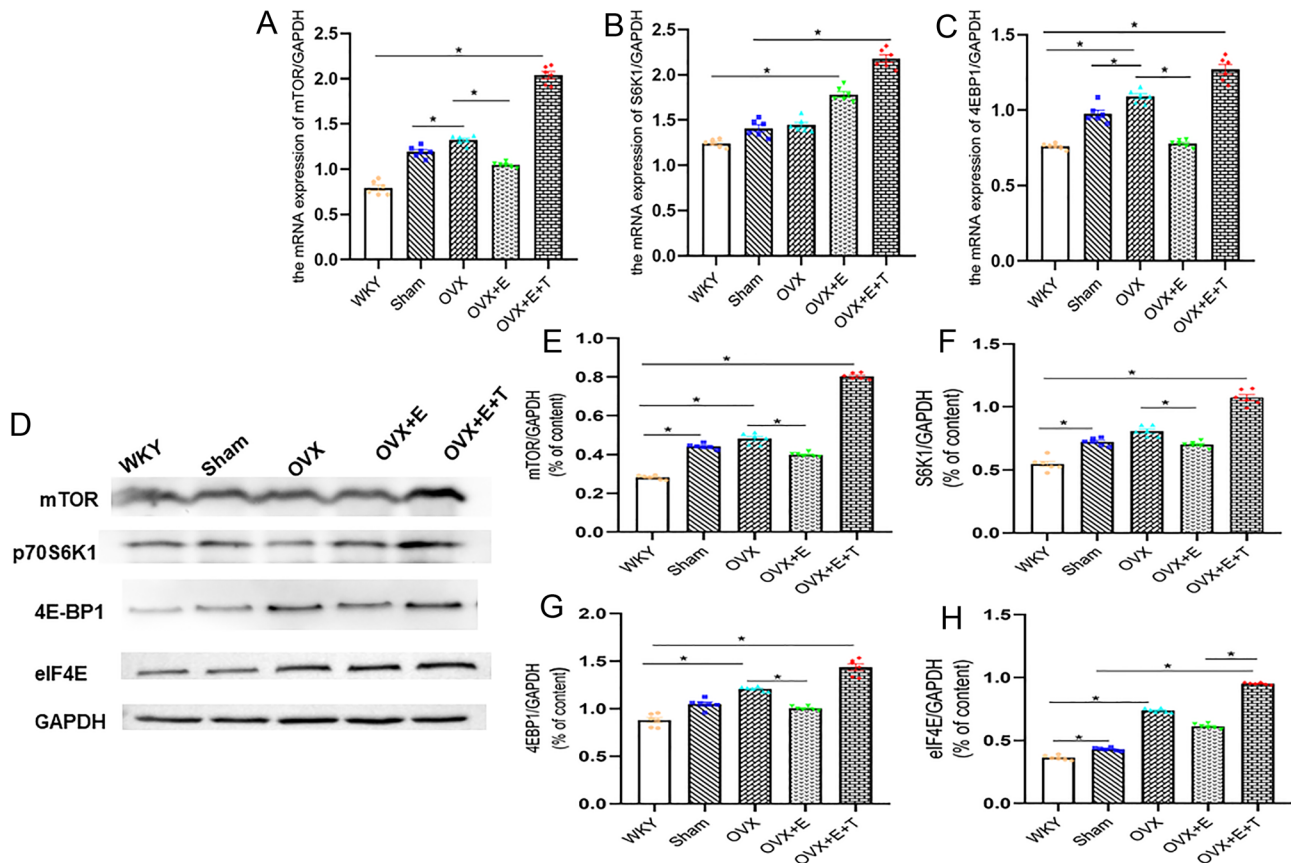 A
the mRNA expression of mTOR/GAPDH
2.5
2.0
1.5
1.0
0.5
0.0
*
*
*
WKY
Sham
OVX
OVX+E
OVX+E+T
B
the mRNA expression of S6K1/GAPDH
2.5
2.0
1.5
1.0
0.5
0.0
*
*
WKY
Sham
OVX
OVX+E
OVX+E+T
C
the mRNA expression of 4EBP1/GAPDH
1.5
1.0
0.5
0.0
*
*
*
*
WKY
Sham
OVX
OVX+E
OVX+E+T
D
WKY
Sham
OVX
OVX+E
OVX+E+T
mTOR
p70S6K1
4E-BP1
eIF4E
GAPDH
E
mTOR/GAPDH
(% of content)
1.0
0.8
0.6
0.4
0.2
0.0
*
*
*
*
WKY
Sham
OVX
OVX+E
OVX+E+T
F
S6K1/GAPDH
(% of content)
1.5
1.0
0.5
0.0
*
*
*
WKY
Sham
OVX
OVX+E
OVX+E+T
G
4EBP1/GAPDH
(% of content)
2.0
1.5
1.0
0.5
0.0
*
*
*
WKY
Sham
OVX
OVX+E
OVX+E+T
H
eIF4E/GAPDH
(% of content)
1.5
1.0
0.5
0.0
*
*
*
*
WKY
Sham
OVX
OVX+E
OVX+E+T